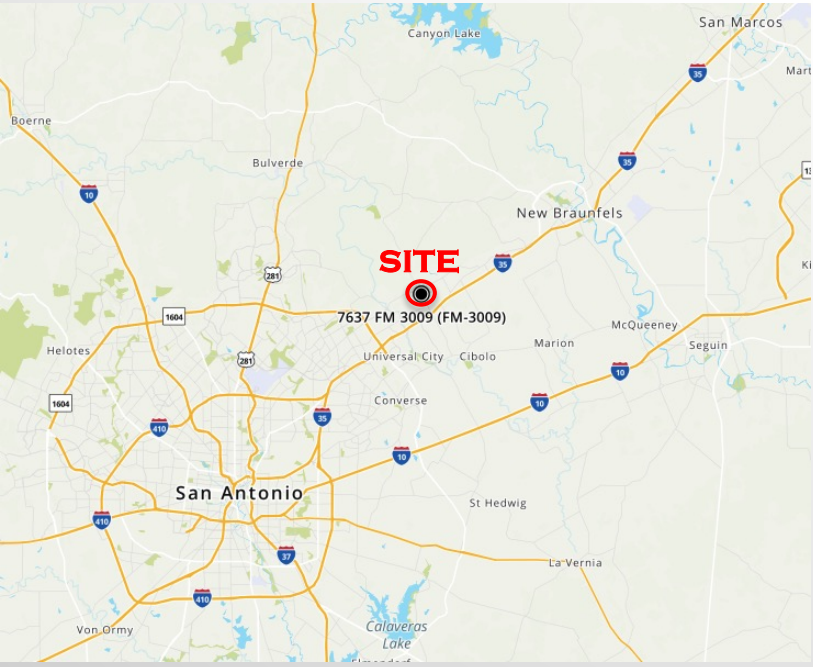 San Marcos
Canyon Lake
35
Mart
Boerne
35
Bulverde
10
New Braunfels
SITE
35
281
Ki
7637 FM 3009 (FM-3009)
1604
McQueeney
Helotes
281
Universal City
Cibolo
Marion
Seguin
10
1604
Converse
10
410
35
10
San Antonio
St Hedwig
410
37
La Vernia
410
Von Ormy
Calaveras
Lake